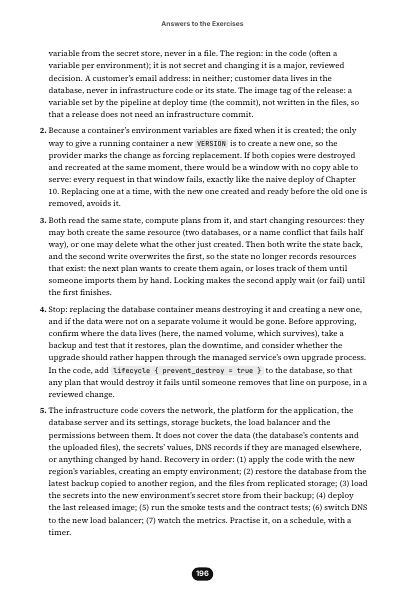 Answers to the Exercises
variable from the secret store, never in a file. The region: in the code (often a
variable per environment); it is not secret and changing it is a major, reviewed
decision. A customer's email address: in neither; customer data lives in the
database, never in infrastructure code or its state. The image tag of the release: a
variable set by the pipeline at deploy time (the commit), not written in the files, so
that a release does not need an infrastructure commit.
2. Because a container's environment variables are fixed when it is created; the only
way to give a running container a new VERSION is to create a new one, so the
provider marks the change as forcing replacement. If both copies were destroyed
and recreated at the same moment, there would be a window with no copy able to
serve: every request in that window fails, exactly like the naive deploy of Chapter
10. Replacing one at a time, with the new one created and ready before the old one is
removed, avoids it.
3. Both read the same state, compute plans from it, and start changing resources: they
may both create the same resource (two databases, or a name conflict that fails half
way), or one may delete what the other just created. Then both write the state back,
and the second write overwrites the first, so the state no longer records resources
that exist: the next plan wants to create them again, or loses track of them until
someone imports them by hand. Locking makes the second apply wait (or fail) until
the first finishes.
4. Stop: replacing the database container means destroying it and creating a new one,
and if the data were not on a separate volume it would be gone. Before approving,
confirm where the data lives (here, the named volume, which survives), take a
backup and test that it restores, plan the downtime, and consider whether the
upgrade should rather happen through the managed service's own upgrade process.
In the code, add lifecycle { prevent_destroy = true } to the database, so that
any plan that would destroy it fails until someone removes that line on purpose, in a
reviewed change.
5. The infrastructure code covers the network, the platform for the application, the
database server and its settings, storage buckets, the load balancer and the
permissions between them. It does not cover the data (the database's contents and
the uploaded files), the secrets' values, DNS records if they are managed elsewhere,
or anything changed by hand. Recovery in order: (1) apply the code with the new
region's variables, creating an empty environment; (2) restore the database from the
latest backup copied to another region, and the files from replicated storage; (3) load
the secrets into the new environment's secret store from their backup; (4) deploy
the last released image; (5) run the smoke tests and the contract tests; (6) switch DNS
to the new load balancer; (7) watch the metrics. Practise it, on a schedule, with a
timer.
196